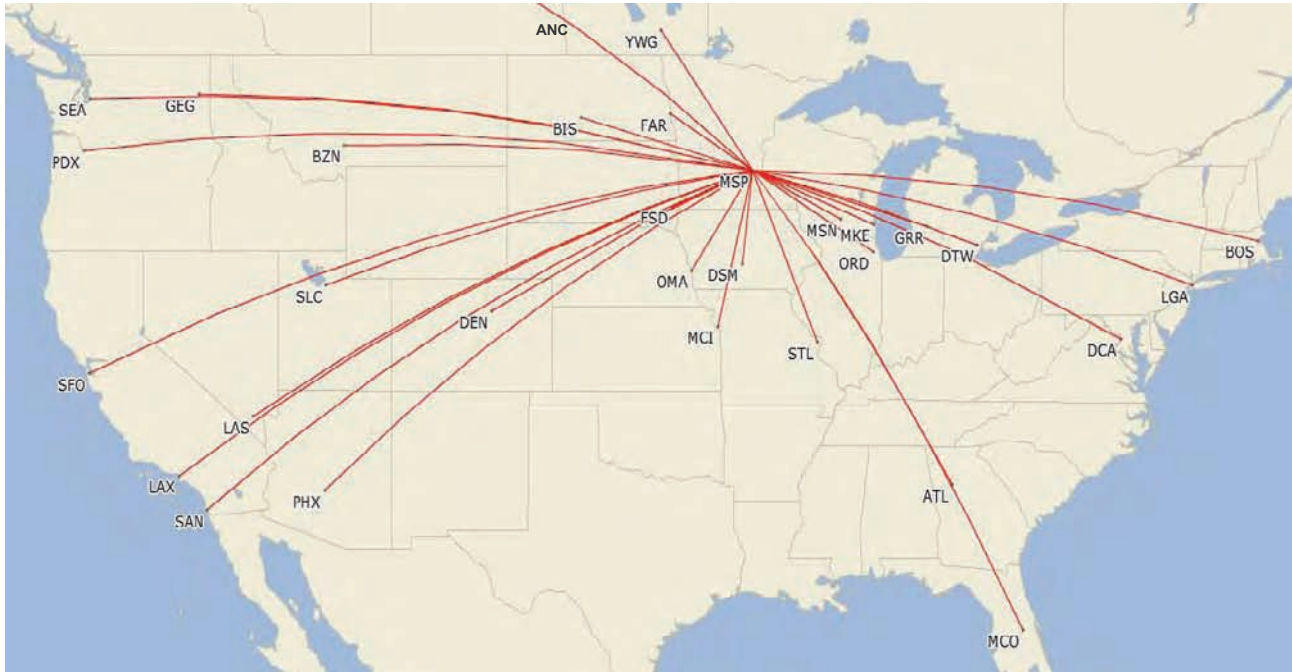 ANC
YWG
SEA
GEG
BIS
FAR
PDX
BZN
MSP
FSD
MSN
MKE
GRR
ORD
DTW
BOS
SLC
OMA
DSM
LGA
DEN
MCI
STL
DCA
SFO
LAS
LAX
PHX
SAN
ATL
MCO